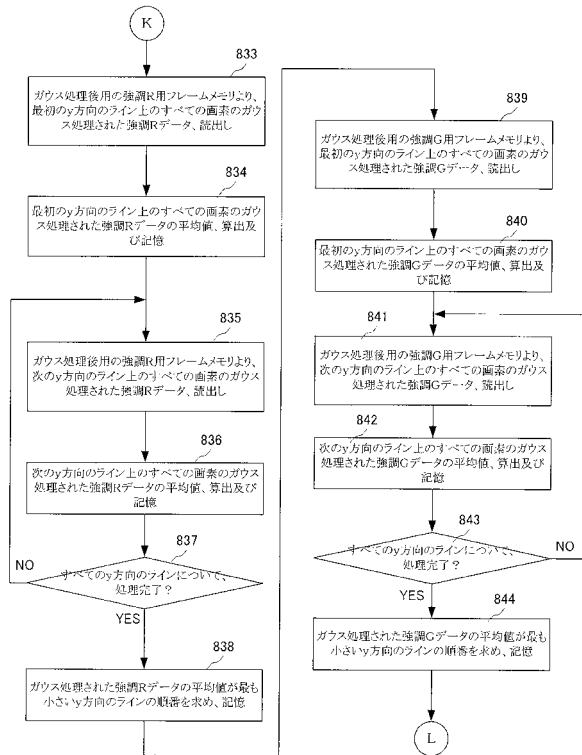 K
833
ガウス処理後用の強調R用フレームメモリより、
最初のy方向のライン上のすべての画素のガウ
ス処理された強調Rデータ、読出し
834
最初のy方向のライン上のすべての画素のガウ
ス処理された強調Rデータの平均値、算出及
び記憶
835
ガウス処理後用の強調R用フレームメモリより、
次のy方向のライン上のすべての画素のガウス
処理された強調Rデータ、読出し
836
次のy方向のライン上のすべての画素のガウス
処理された強調Rデータの平均値、算出及び
記憶
837
NO
すべてのy方向のラインについて、
処理完了？
YES
838
ガウス処理された強調Rデータの平均値が最も
小さいy方向のラインの順番を求め、記憶
839
ガウス処理後用の強調G用フレームメモリより、
最初のy方向のライン上のすべての画素のガウ
ス処理された強調Gデータ、読出し
840
最初のy方向のライン上のすべての画素のガウ
ス処理された強調Gデータの平均値、算出及
び記憶
841
ガウス処理後用の強調G用フレームメモリより、
次のy方向のライン上のすべての画素のガウス
処理された強調Gデータ、読出し
842
次のy方向のライン上のすべての画素のガウス
処理された強調Gデータの平均値、算出及び
記憶
843
すべてのy方向のラインについて、
処理完了？
NO
YES
844
ガウス処理された強調Gデータの平均値が最も
小さいy方向のラインの順番を求め、記憶
L